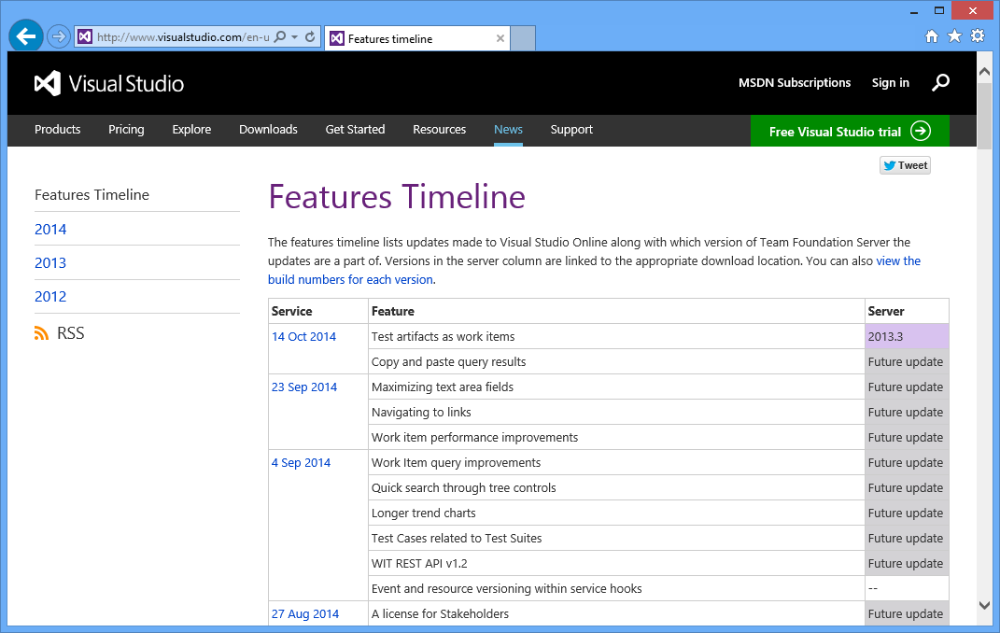 http://www.visualstudio.com/en-u
Features timeline
Visual Studio
MSDN Subscriptions Sign in
Products Pricing Explore Downloads Get Started Resources News Support
Free Visual Studio trial
Tweet
Features Timeline
2014
2013
2012
RSS
Features Timeline
The features timeline lists updates made to Visual Studio Online along with which version of Team Foundation Server the
updates are a part of. Versions in the server column are linked to the appropriate download location. You can also view the
build numbers for each version.
Service Feature Server
14 Oct 2014 Test artifacts as work items 2013.3
Copy and paste query results Future update
23 Sep 2014 Maximizing text area fields Future update
Navigating to links Future update
Work item performance improvements Future update
4 Sep 2014 Work Item query improvements Future update
Quick search through tree controls Future update
Longer trend charts Future update
Test Cases related to Test Suites Future update
WIT REST API v1.2 Future update
Event and resource versioning within service hooks --
27 Aug 2014 A license for Stakeholders Future update